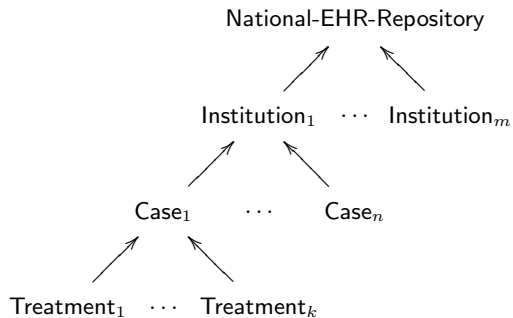 National-EHR-Repository
Institution₁ ⋯ Institutionₘ
Case₁ ⋯ Caseₙ
Treatment₁ ⋯ Treatmentₖ